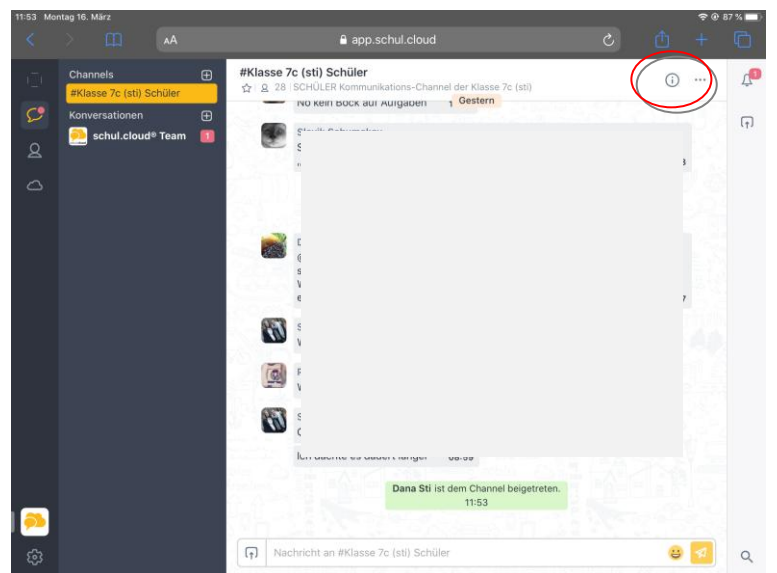 11:53 Montag 16. März
87 %
AA
app.schul.cloud
Channels
#Klasse 7c (sti) Schüler
Konversationen
schul.cloud® Team
1
#Klasse 7c (sti) Schüler
28 SCHÜLER Kommunikations-Channel der Klasse 7c (sti)
1
No kein Bock auf Aufgaben
Gestern
Ich dachte es dauert länger 08:59
Dana Sti ist dem Channel beigetreten.
11:53
Nachricht an #Klasse 7c (sti) Schüler